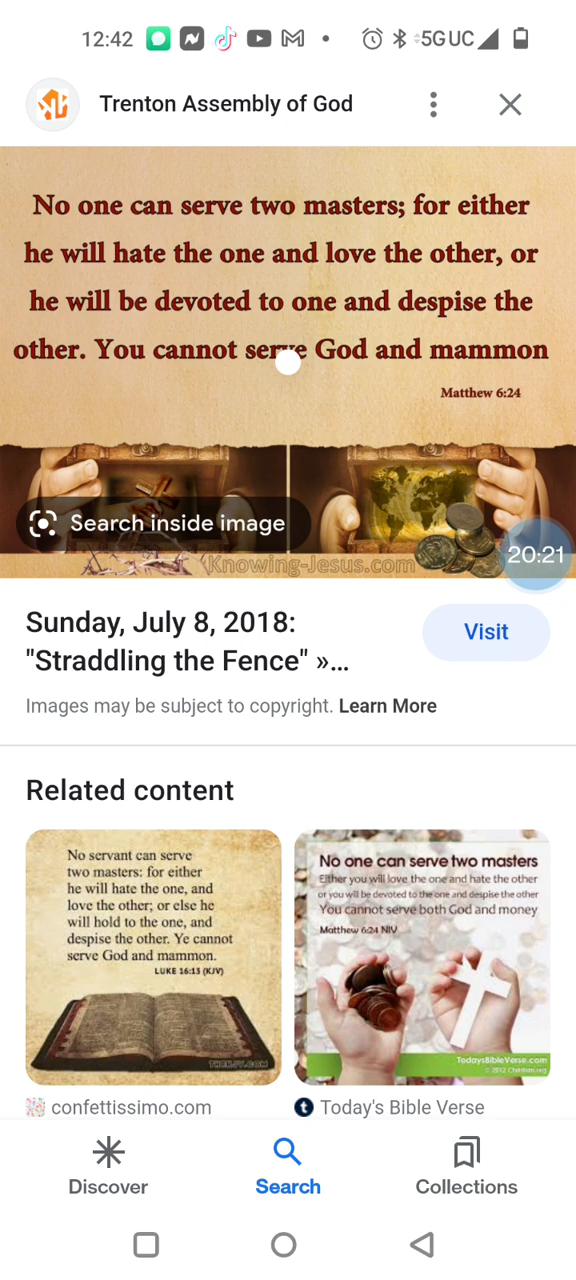 12:42
5G UC
Trenton Assembly of God
No one can serve two masters; for either
he will hate the one and love the other, or
he will be devoted to one and despise the
other. You cannot serve God and mammon
Matthew 6:24
Search inside image
Knowing-Jesus.com
20:21
Sunday, July 8, 2018:
"Straddling the Fence" »...
Visit
Images may be subject to copyright. Learn More
Related content
No servant can serve
two masters: for either
he will hate the one, and
love the other; or else he
will hold to the one, and
despise the other. Ye cannot
serve God and mammon.
LUKE 16:13 (KJV)
No one can serve two masters
Either you will love the one and hate the other
or you will be devoted to the one and despise the other
You cannot serve both God and money
Matthew 6:24 NIV
TodaysBibleVerse.com
© 2012 Christian.org
confettissimo.com
Today's Bible Verse
Discover
Search
Collections